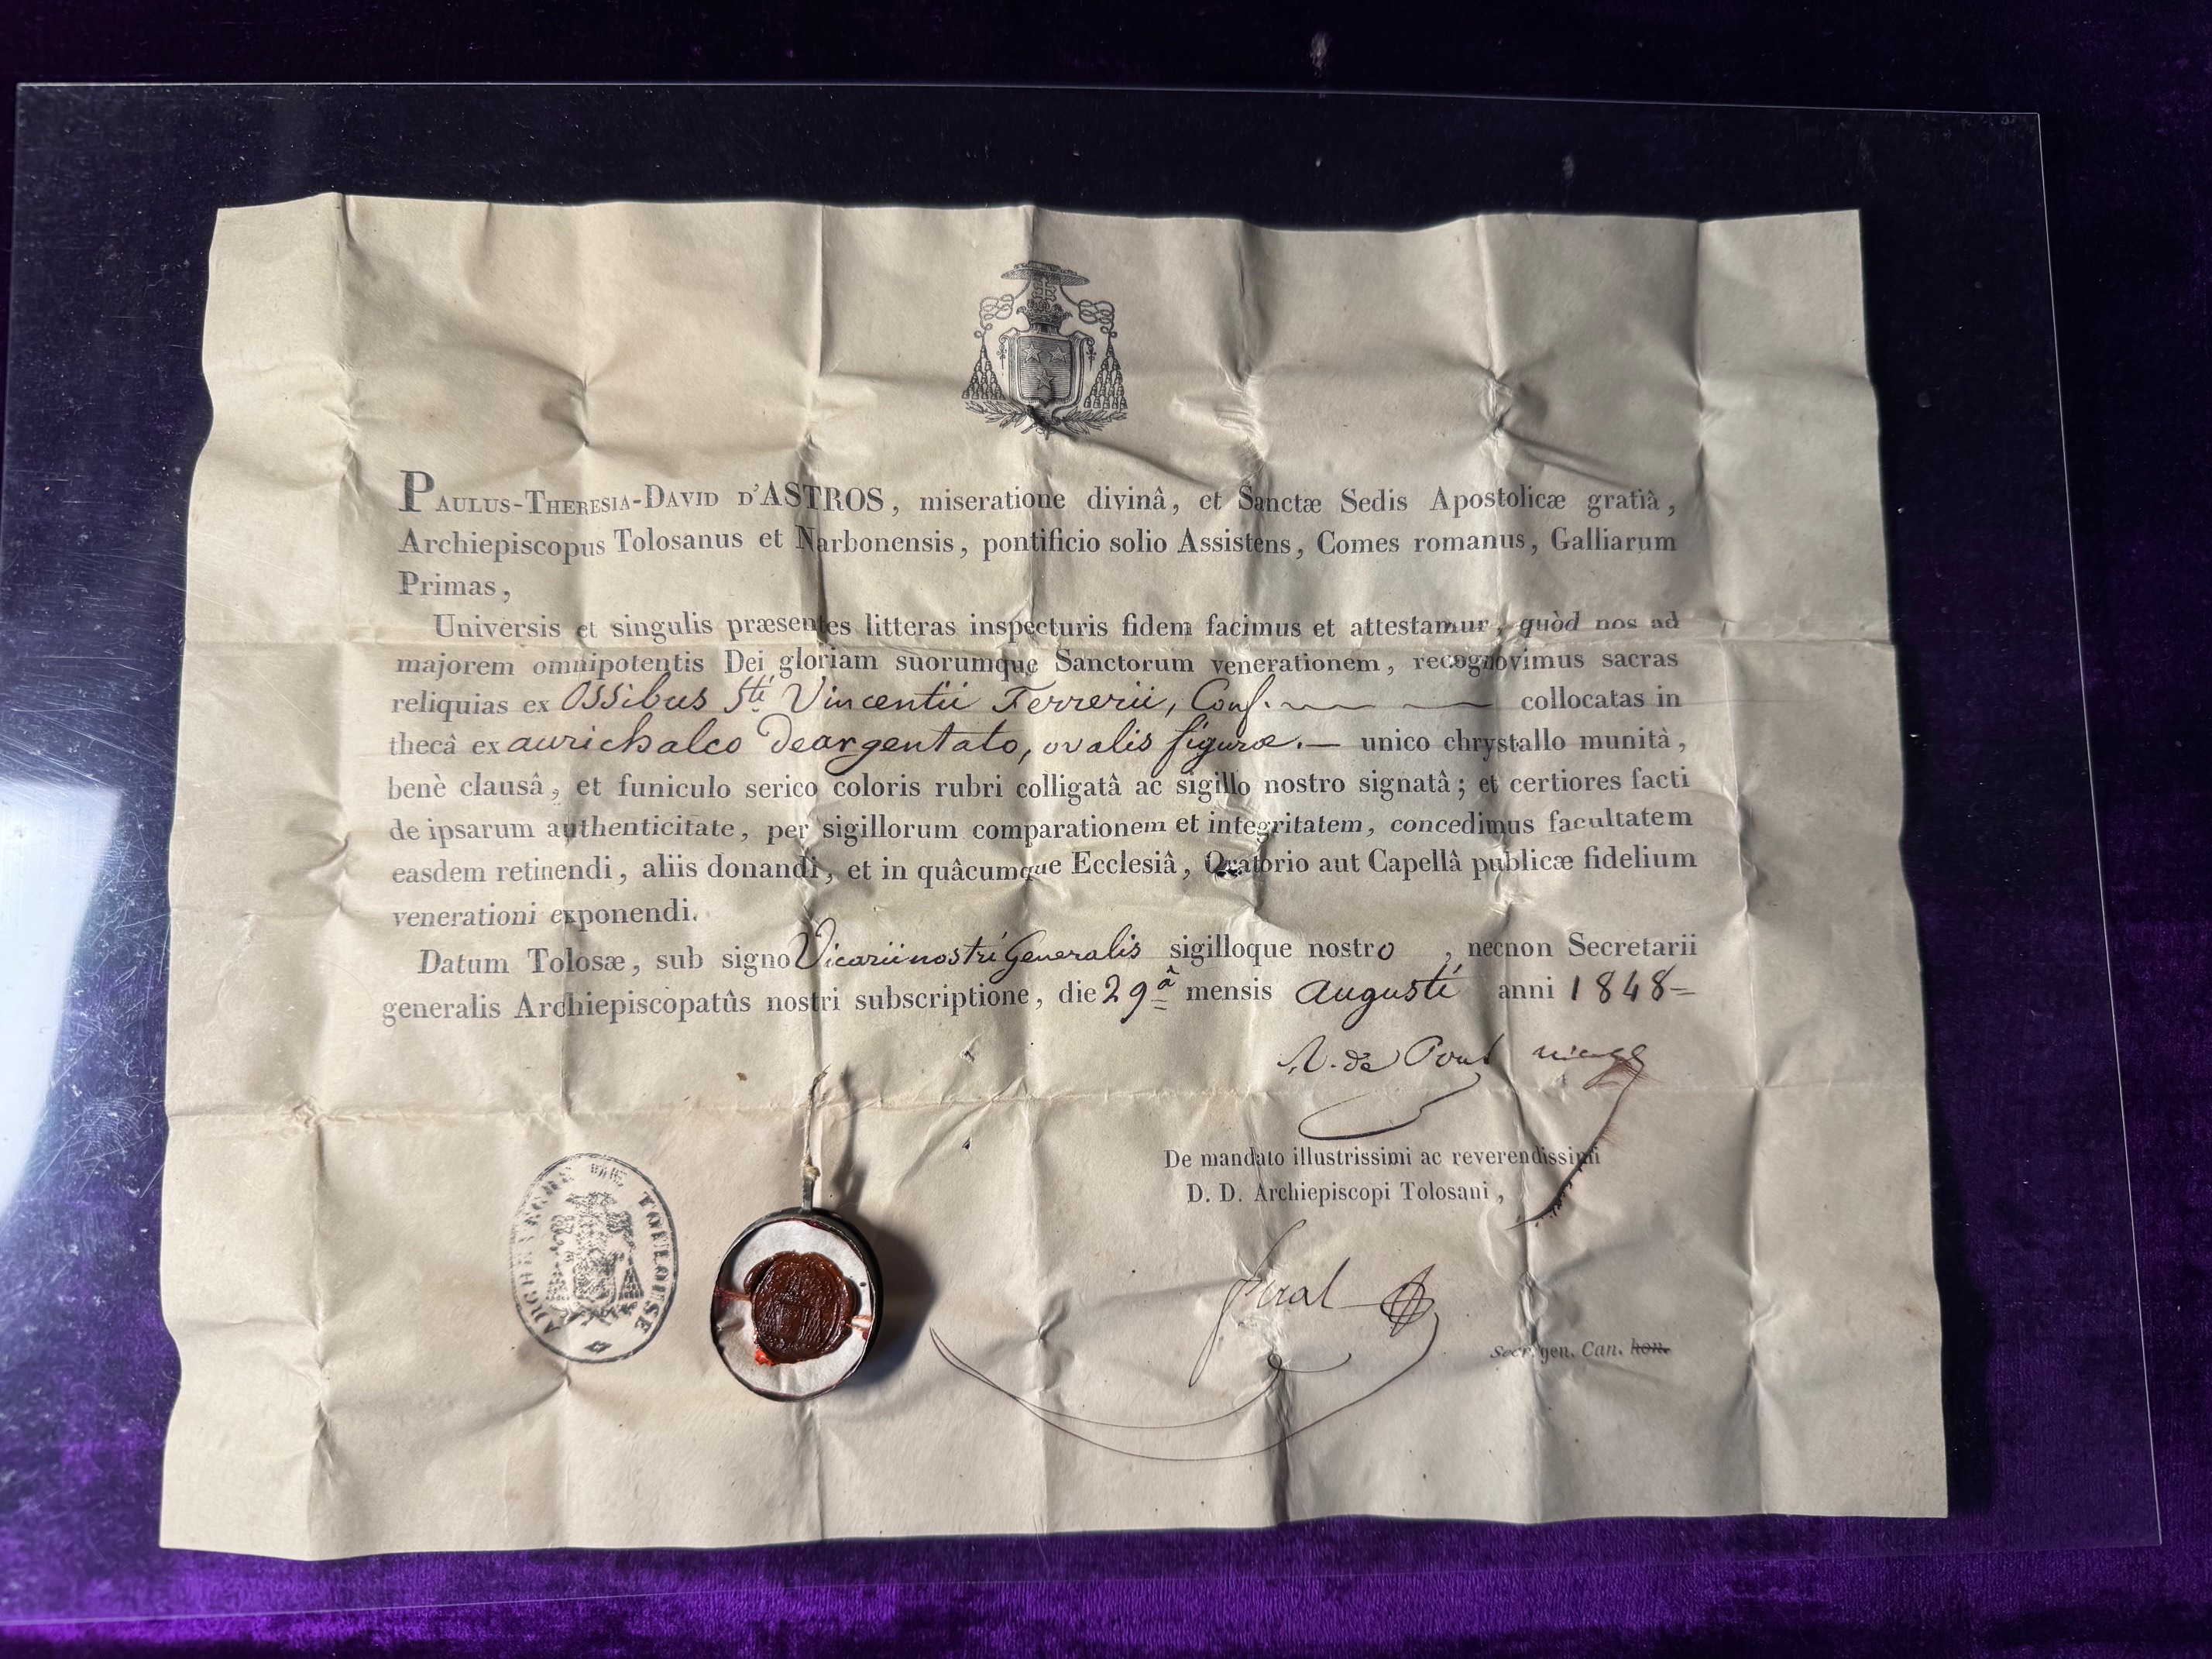 PAULUS-THERESIA-DAVID D'ASTROS, miseratione divinâ, et Sanctæ Sedis Apostolicæ gratiâ,
Archiepiscopus Tolosanus et Narbonensis, pontificio solio Assistens, Comes romanus, Galliarum
Primas,
Universis et singulis præsentes litteras inspecturis fidem facimus et attestamur, quòd nos ad
majorem omnipotentis Dei gloriam suorumque Sanctorum venerationem, recognovimus sacras
reliquias ex Ossibus Sti Vincentii Ferrerii, Conf. collocatas in
thecâ ex aurichalco deargentato, ovalis figuræ. — unico chrystallo munitâ,
benè clausâ, et funiculo serico coloris rubri colligatâ ac sigillo nostro signatâ; et certiores facti
de ipsarum authenticitate, per sigillorum comparationem et integritatem, concedimus facultatem
easdem retinendi, aliis donandi, et in quâcumque Ecclesiâ, Oratorio aut Capellâ publicæ fidelium
venerationi exponendi.
Datum Tolosæ, sub signo Vicarii nostri Generalis sigilloque nostro, necnon Secretarii
generalis Archiepiscopatûs nostri subscriptione, die 29â mensis Augusti anni 1848
De mandato illustrissimi ac reverendissimi
D. D. Archiepiscopi Tolosani,
Secr. gen. Can. hon.
ARCHEVÊCHÉ DE TOULOUSE